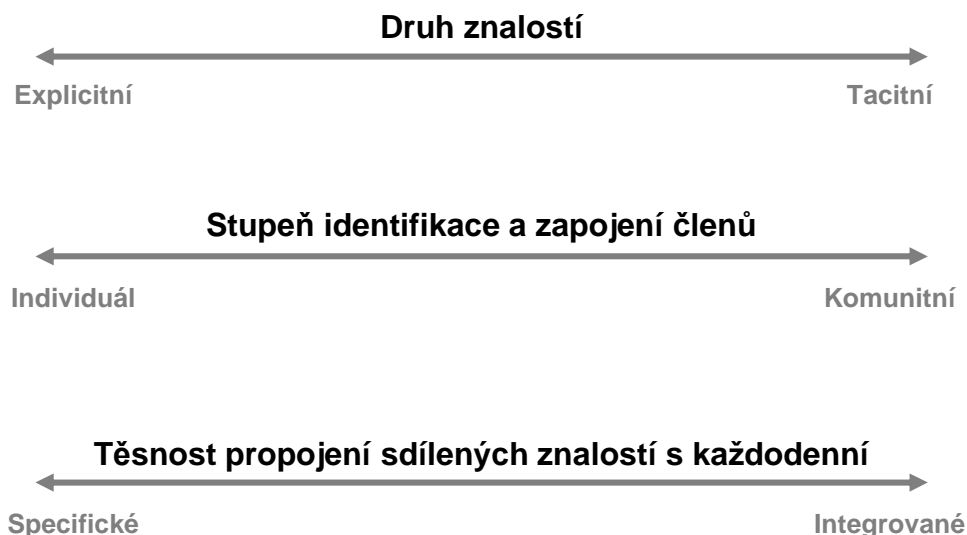 Druh znalostí
Explicitní Tacitní
Stupeň identifikace a zapojení členů
Individuál Komunitní
Těsnost propojení sdílených znalostí s každodenní
Specifické Integrované